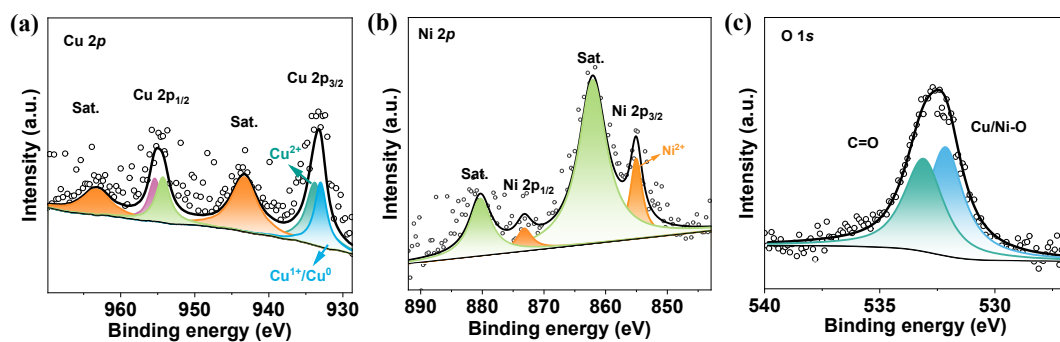 (a)
Cu 2p
Cu 2p3/2
Cu 2p1/2
Sat.
Sat.
Cu2+
Cu1+/Cu0
Intensity (a.u.)
960 950 940 930
Binding energy (eV)
(b)
Ni 2p
Sat.
Ni 2p3/2
Ni2+
Sat.
Ni 2p1/2
Intensity (a.u.)
890 880 870 860 850
Binding energy (eV)
(c)
O 1s
Cu/Ni-O
C=O
Intensity (a.u.)
540 535 530
Binding energy (eV)